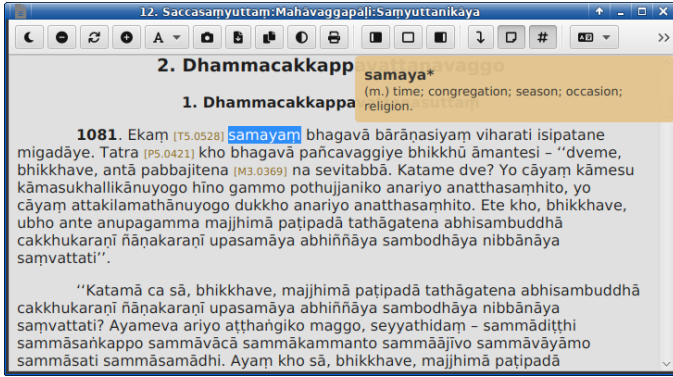 12. Saccasaṃyuttaṃ:Mahāvaggapāḷi:Saṃyuttanikāya
2. Dhammacakkappavattanavaggo
samaya*
(m.) time; congregation; season; occasion;
religion.
1. Dhammacakkappavattanasuttaṃ
1081. Ekaṃ [T5.0528] samayaṃ bhagavā bārāṇasiyaṃ viharati isipatane
migadāye. Tatra [P5.0421] kho bhagavā pañcavaggiye bhikkhū āmantesi – ‘‘dveme,
bhikkhave, antā pabbajitena [M3.0369] na sevitabbā. Katame dve? Yo cāyaṃ kāmesu
kāmasukhallikānuyogo hīno gammo pothujjaniko anariyo anatthasaṃhito, yo
cāyaṃ attakilamathānuyogo dukkho anariyo anatthasaṃhito. Ete kho, bhikkhave,
ubho ante anupagamma majjhimā paṭipadā tathāgatena abhisambuddhā
cakkhukaraṇī ñāṇakaraṇī upasamāya abhiññāya sambodhāya nibbānāya
saṃvattati’’.
‘‘Katamā ca sā, bhikkhave, majjhimā paṭipadā tathāgatena abhisambuddhā
cakkhukaraṇī ñāṇakaraṇī upasamāya abhiññāya sambodhāya nibbānāya
saṃvattati? Ayameva ariyo aṭṭhaṅgiko maggo, seyyathidaṃ – sammādiṭṭhi
sammāsaṅkappo sammāvācā sammākammanto sammāājīvo sammāvāyāmo
sammāsati sammāsamādhi. Ayaṃ kho sā, bhikkhave, majjhimā paṭipadā